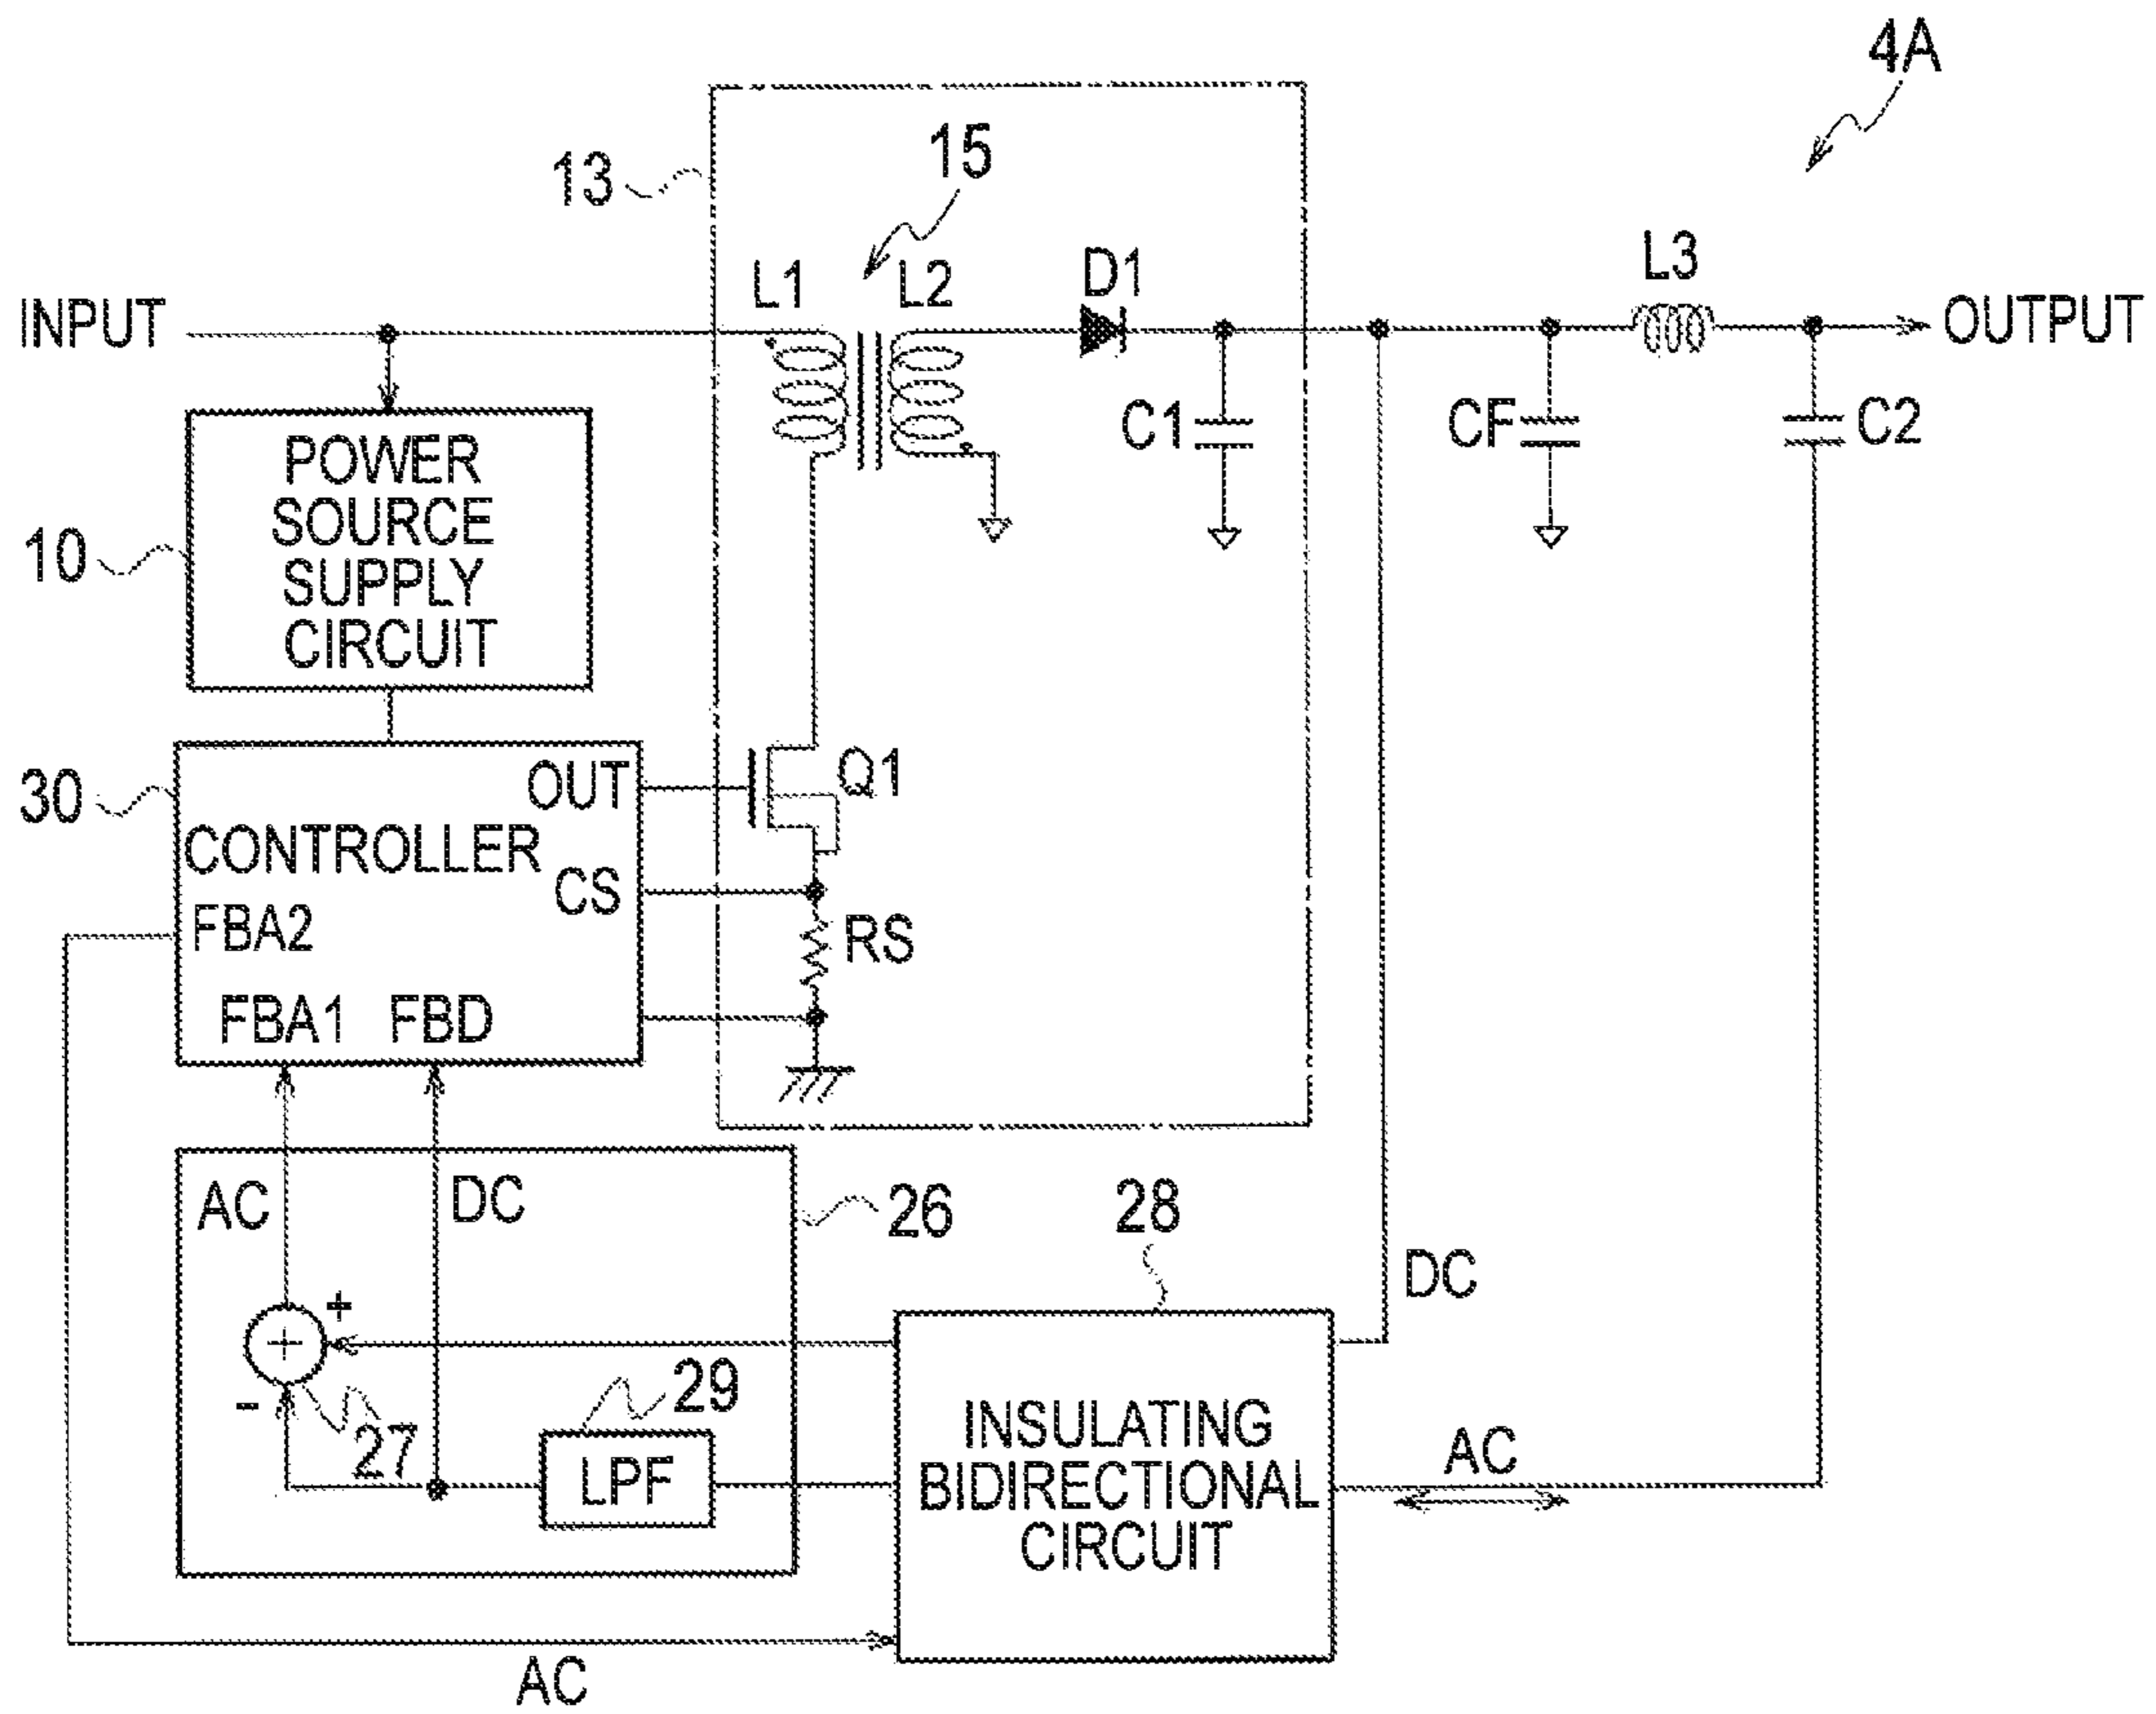 4A
13
15
L1
L2
D1
L3
INPUT
OUTPUT
C1
CF
C2
POWER
SOURCE
SUPPLY
CIRCUIT
10
30
OUT
Q1
CONTROLLER
CS
FBA2
RS
FBA1
FBD
AC
DC
26
28
DC
+
+
-
27
29
LPF
INSULATING
BIDIRECTIONAL
CIRCUIT
AC
AC